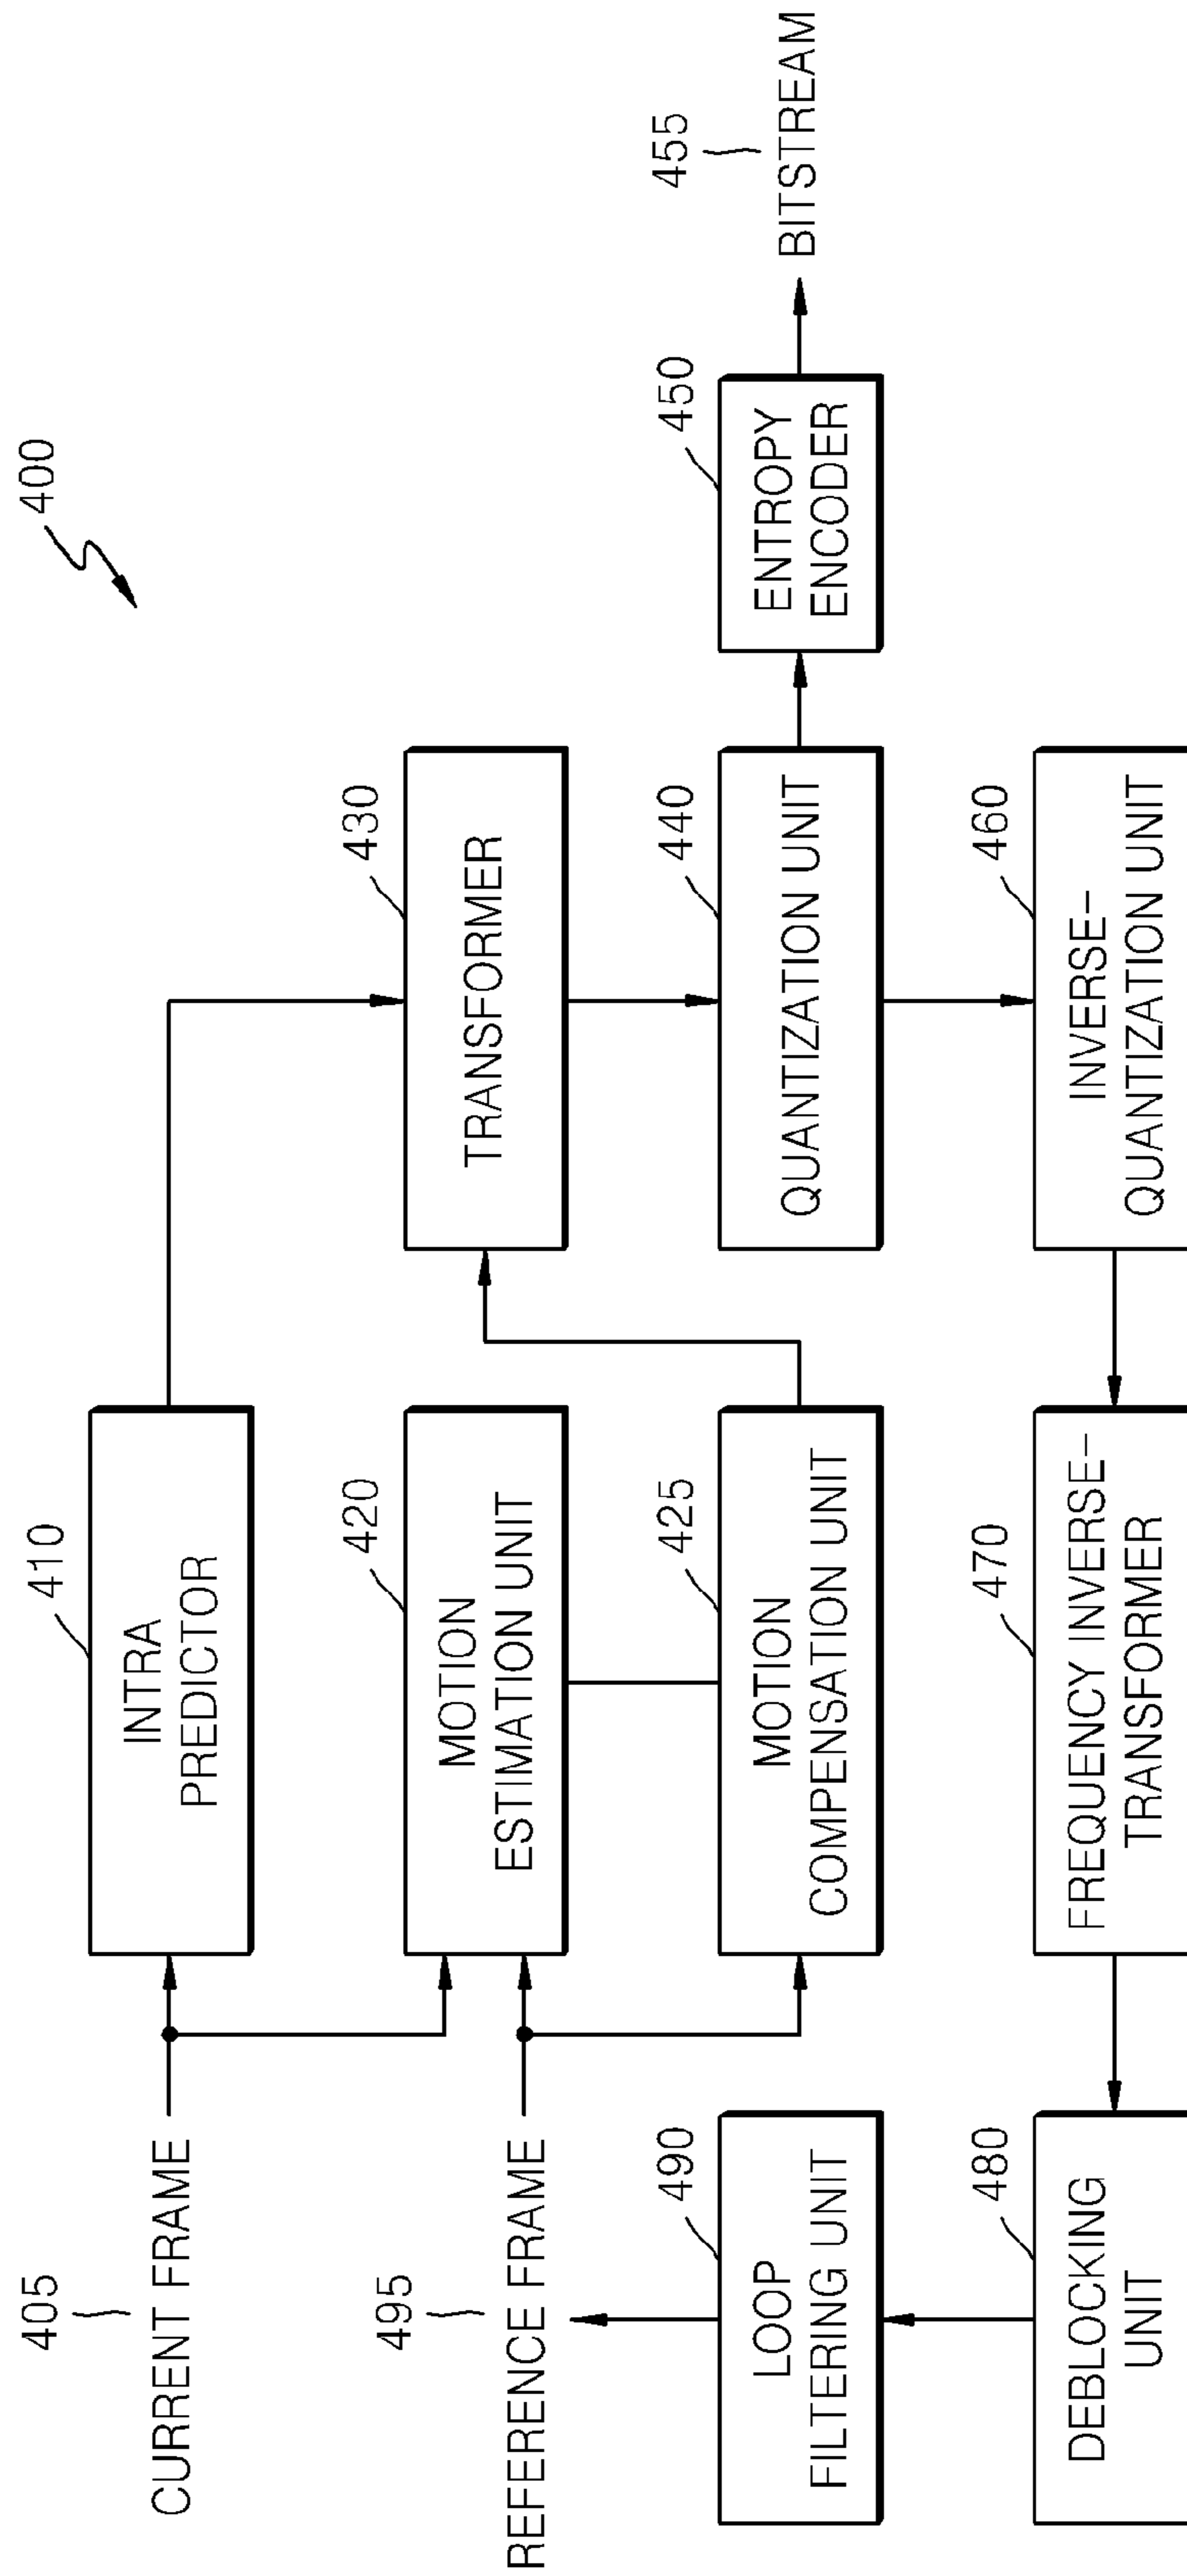 400
405
CURRENT FRAME
410
INTRA
PREDICTOR
495
REFERENCE FRAME
420
MOTION
ESTIMATION UNIT
430
TRANSFORMER
490
LOOP
FILTERING UNIT
425
MOTION
COMPENSATION UNIT
440
QUANTIZATION UNIT
450
ENTROPY
ENCODER
455
BITSTREAM
480
DEBLOCKING
UNIT
470
FREQUENCY INVERSE-
TRANSFORMER
460
INVERSE-
QUANTIZATION UNIT